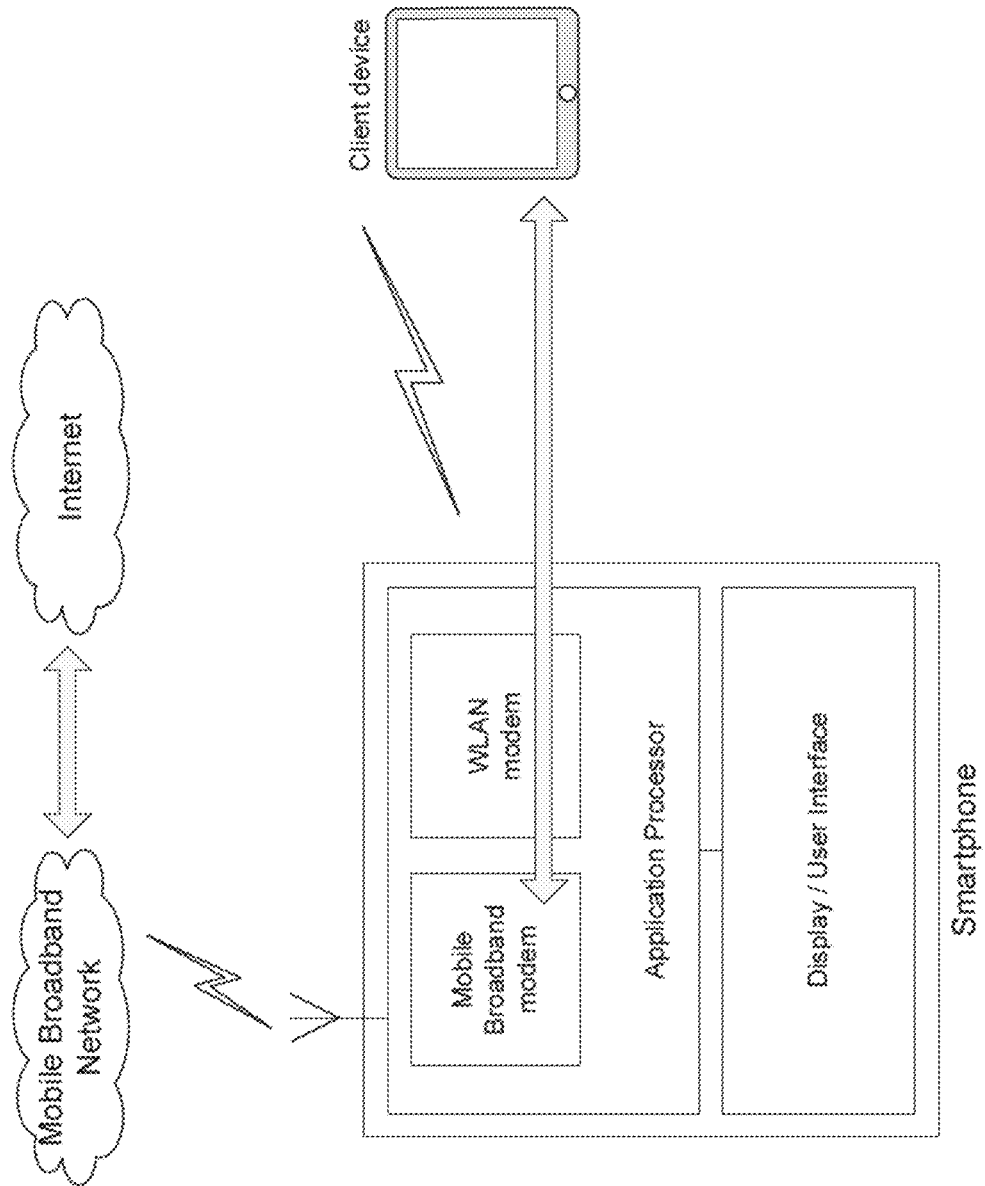 Mobile Broadband
Network
Internet
Client device
Mobile
Broadband
modem
WLAN
modem
Application Processor
Display / User Interface
Smartphone